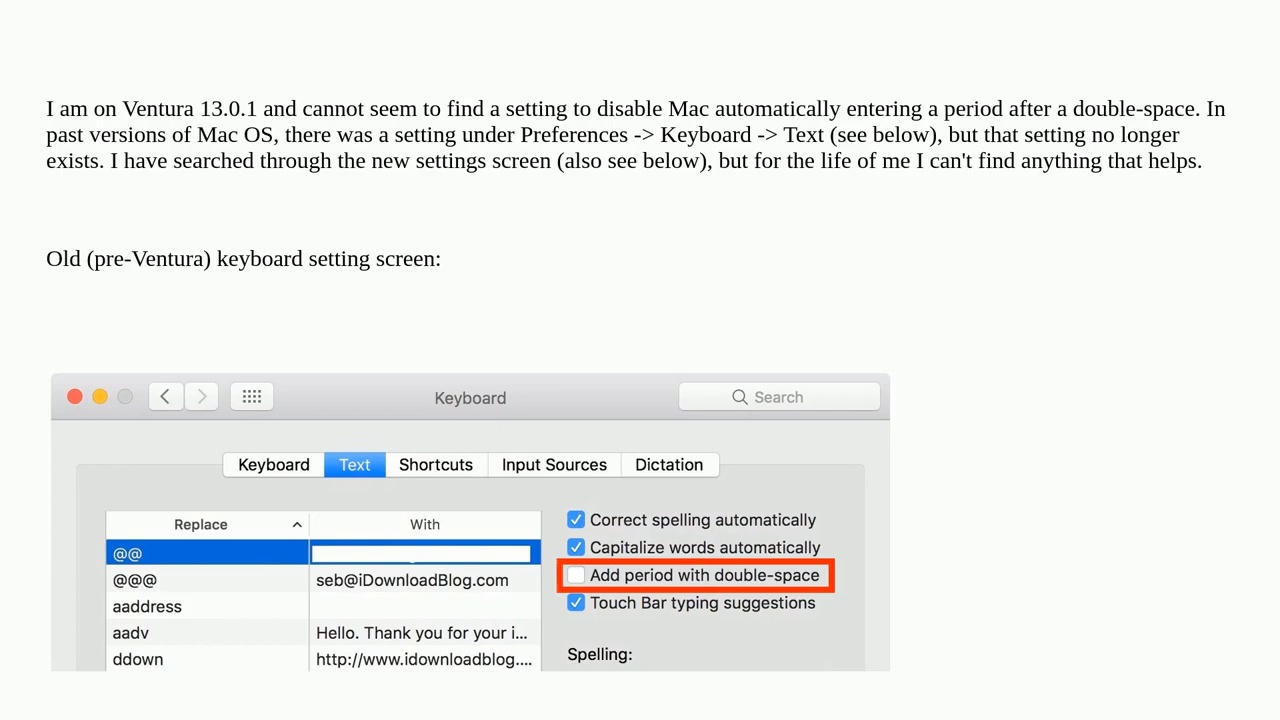 I am on Ventura 13.0.1 and cannot seem to find a setting to disable Mac automatically entering a period after a double-space. In
past versions of Mac OS, there was a setting under Preferences -> Keyboard -> Text (see below), but that setting no longer
exists. I have searched through the new settings screen (also see below), but for the life of me I can't find anything that helps.
Old (pre-Ventura) keyboard setting screen:
Keyboard
Search
Keyboard Text Shortcuts Input Sources Dictation
Replace With
@@
@@@ seb@iDownloadBlog.com
aaddress
aadv Hello. Thank you for your i...
ddown http://www.idownloadblog....
Correct spelling automatically
Capitalize words automatically
Add period with double-space
Touch Bar typing suggestions
Spelling: